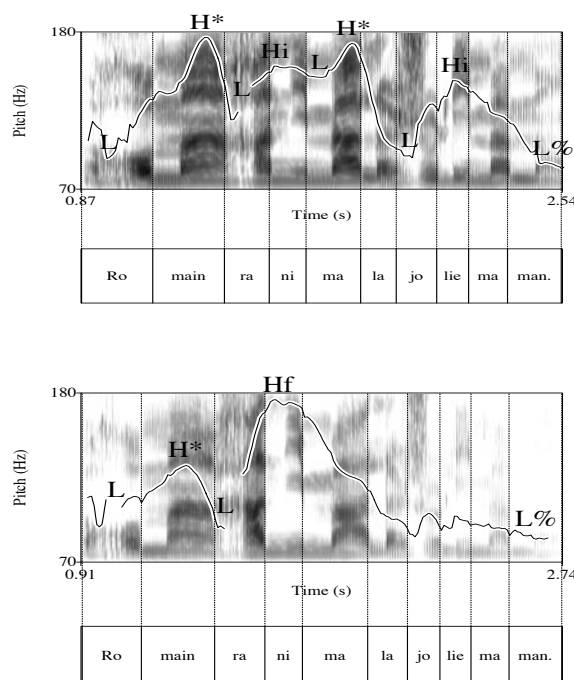 H*
H*
180
Hi
L
Hi
L
Pitch (Hz)
L
L
L%
70
0.87
2.54
Time (s)
Ro main ra ni ma la jo lie ma man.
180
Hf
H*
Pitch (Hz)
L
L
L%
70
0.91
2.74
Time (s)
Ro main ra ni ma la jo lie ma man.